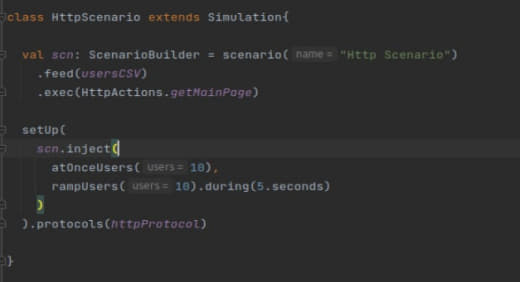 class HttpScenario extends Simulation{
val scn: ScenarioBuilder = scenario( name = "Http Scenario")
.feed(usersCSV)
.exec(HttpActions.getMainPage)
setUp(
scn.inject(
atOnceUsers( users = 10),
rampUsers( users = 10).during(5.seconds)
)
).protocols(httpProtocol)
}